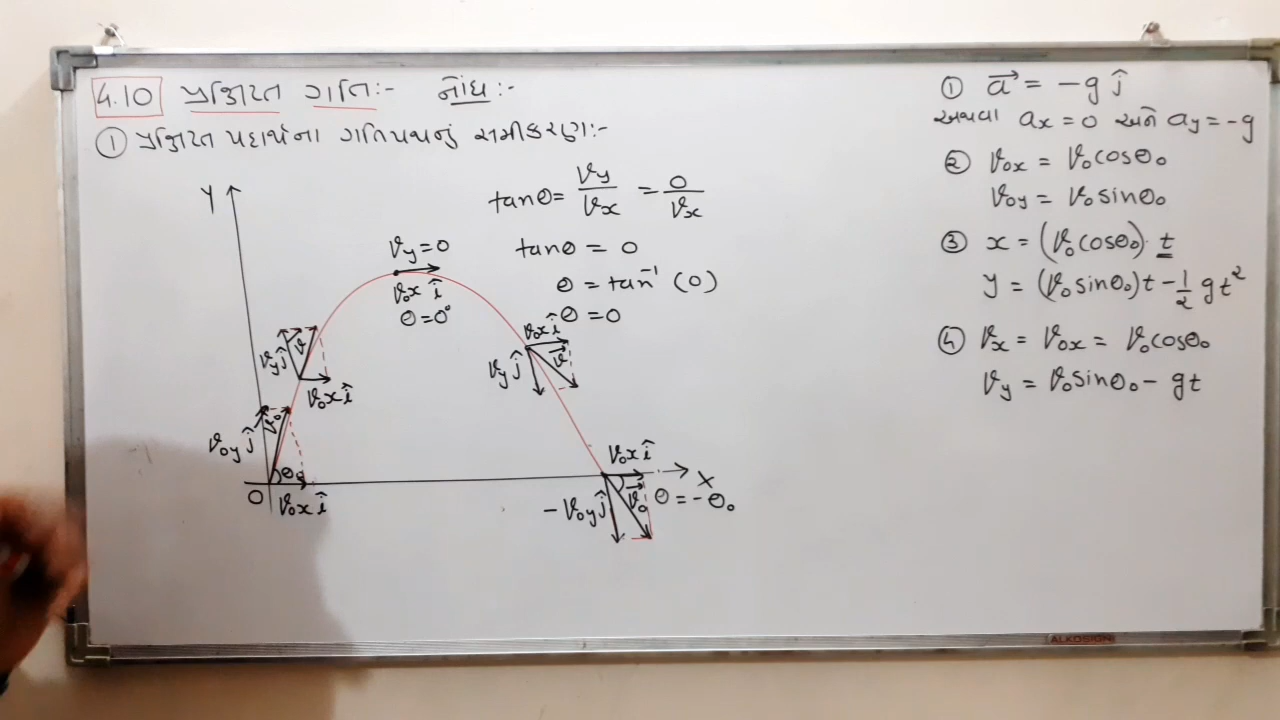 4.10 પ્રક્ષિપ્ત ગતિ:- નોંધ:-
① પ્રક્ષિપ્ત પદાર્થના ગતિપથનું સમીકરણ:-
tanθ = vy/vx = 0/vx
tanθ = 0
θ = tan⁻¹ (0)
θ = 0
Y
vy = 0
v₀x î
θ = 0°
vy ĵ
v⃗
v₀x î
v₀y ĵ
v⃗₀
θ₀
O
v₀x î
v₀x î
vy ĵ
v⃗
v₀x î
X
-v₀y ĵ
v⃗₀
θ = -θ₀
① a⃗ = -g ĵ
અથવા ax = 0 અને ay = -g
② v₀x = v₀cosθ₀
v₀y = v₀sinθ₀
③ x = (v₀cosθ₀) t
y = (v₀sinθ₀)t - 1/2 gt²
④ vx = v₀x = v₀cosθ₀
vy = v₀sinθ₀ - gt
ALKOSIGN